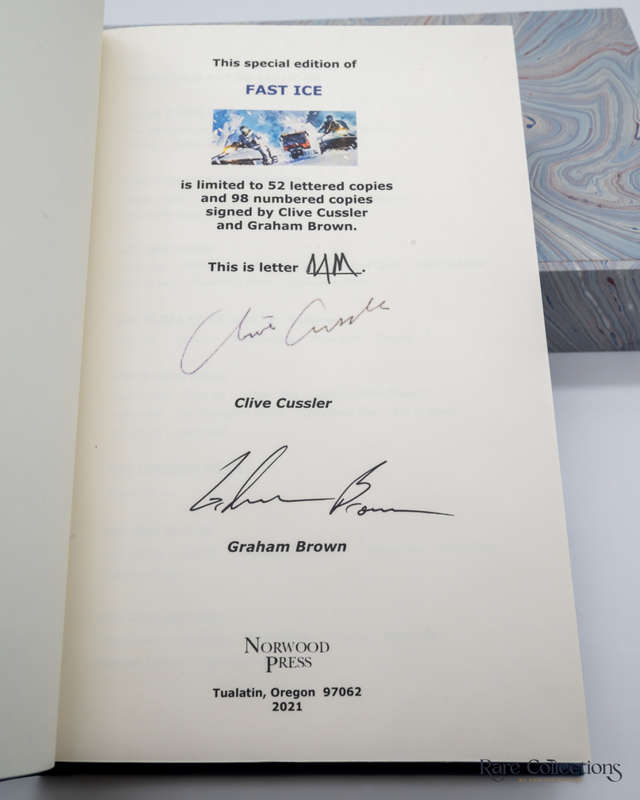 This special edition of
FAST ICE
is limited to 52 lettered copies
and 98 numbered copies
signed by Clive Cussler
and Graham Brown.
This is letter MM.
Clive Cussler
Clive Cussler
Graham Brown
Graham Brown
NORWOOD
PRESS
Tualatin, Oregon 97062
2021
Rare Collections